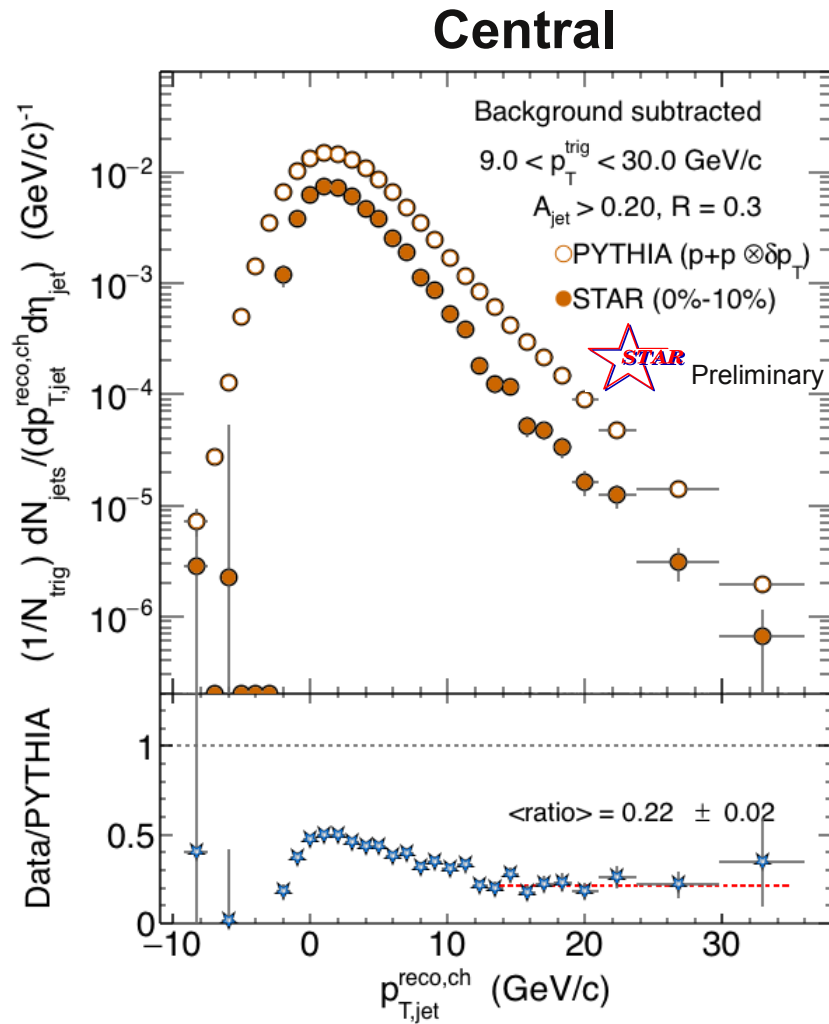 Central
Background subtracted
9.0 < p_T^trig < 30.0 GeV/c
A_jet > 0.20, R = 0.3
PYTHIA (p+p ⊗δp_T)
STAR (0%-10%)
STAR
Preliminary
(1/N_trig) dN_jets/(dp_T,jet^reco,ch dη_jet) (GeV/c)^-1
10^−2
10^−3
10^−4
10^−5
10^−6
Data/PYTHIA
1
0.5
0
<ratio> = 0.22 ± 0.02
−10 0 10 20 30
p_T,jet^reco,ch (GeV/c)